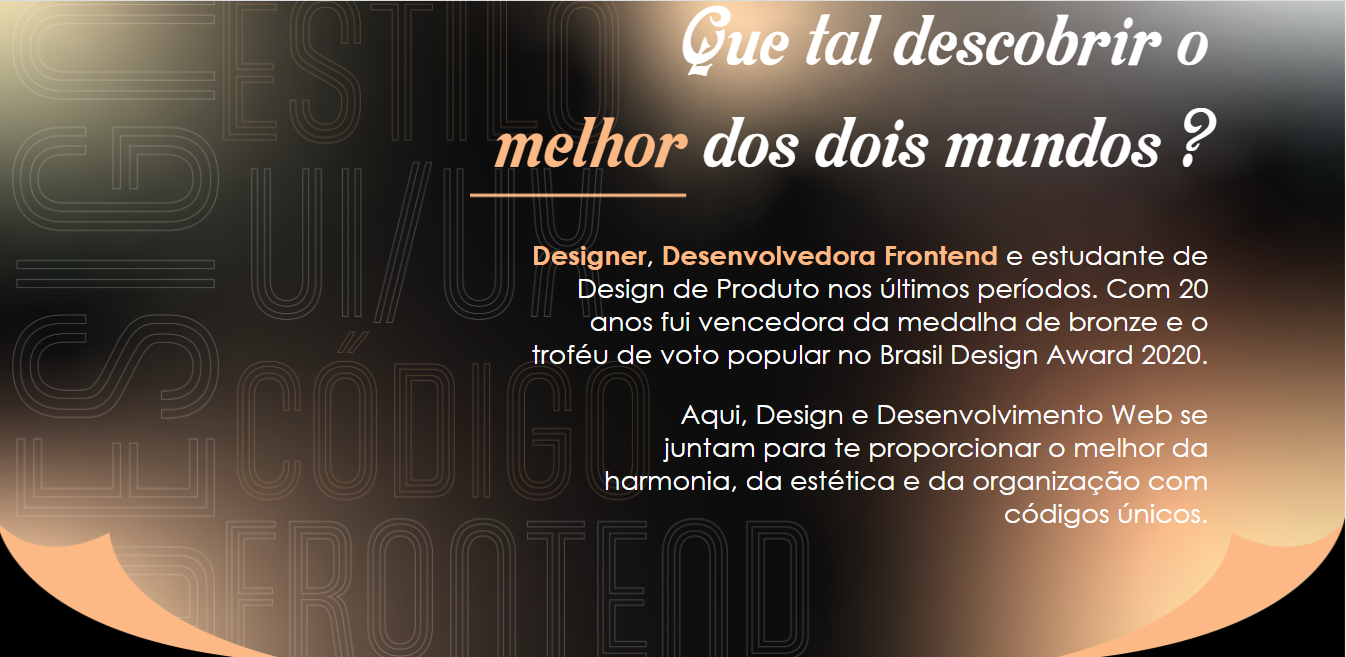 Que tal descobrir o
melhor dos dois mundos ?
Designer, Desenvolvedora Frontend e estudante de
Design de Produto nos últimos períodos. Com 20
anos fui vencedora da medalha de bronze e o
troféu de voto popular no Brasil Design Award 2020.
Aqui, Design e Desenvolvimento Web se
juntam para te proporcionar o melhor da
harmonia, da estética e da organização com
códigos únicos.
DESIGN
ESTILO
UI/UX
CÓDIGO
FRONTEND